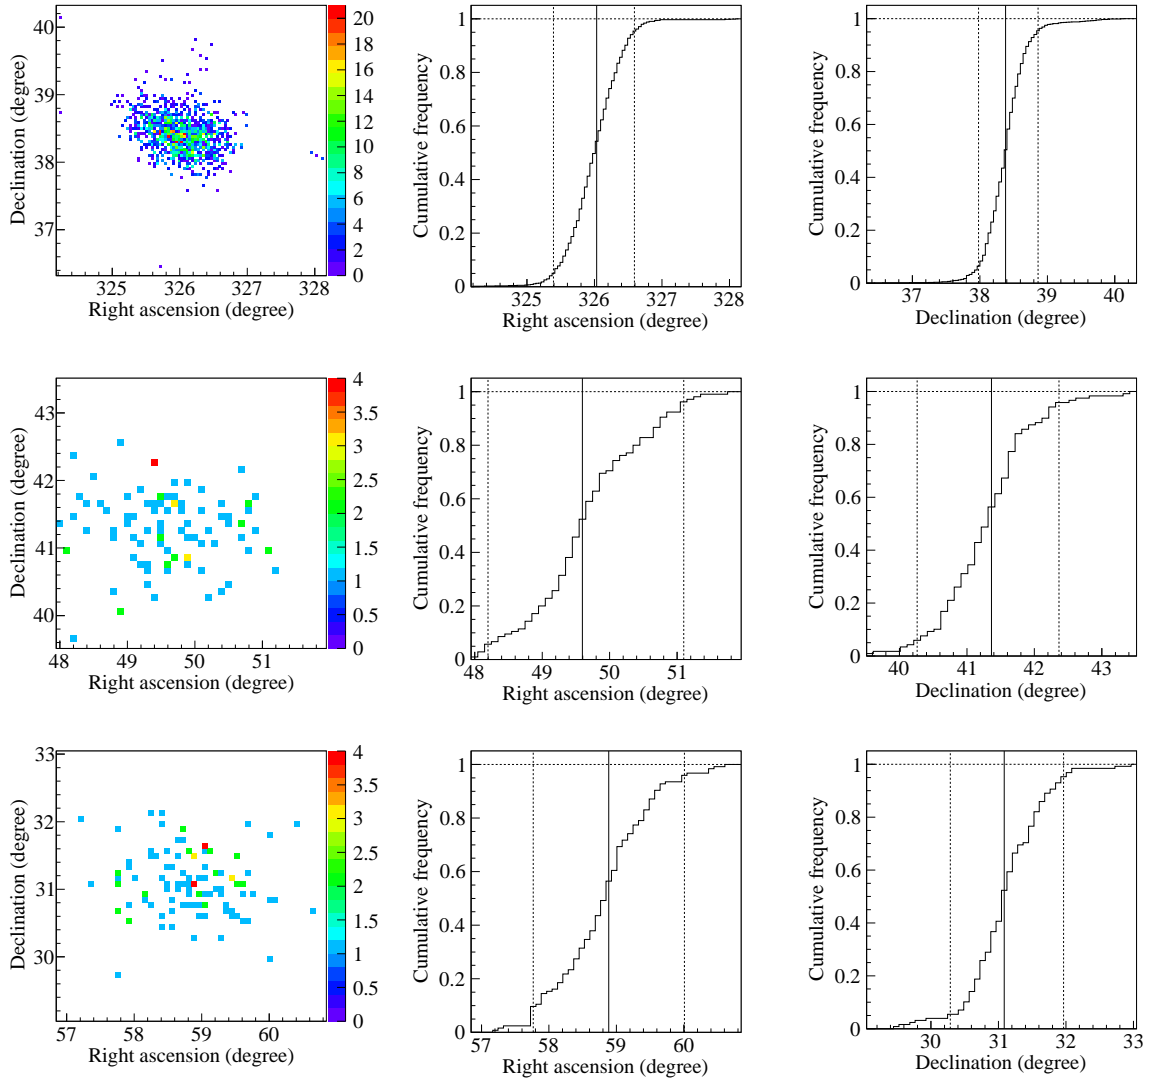 40
39
38
37
Declination (degree)
325 326 327 328
Right ascension (degree)
20
18
16
14
12
10
8
6
4
2
0
1
0.8
0.6
0.4
0.2
0
Cumulative frequency
325 326 327 328
Right ascension (degree)
1
0.8
0.6
0.4
0.2
0
Cumulative frequency
37 38 39 40
Declination (degree)
43
42
41
40
Declination (degree)
48 49 50 51
Right ascension (degree)
4
3.5
3
2.5
2
1.5
1
0.5
0
1
0.8
0.6
0.4
0.2
0
Cumulative frequency
48 49 50 51
Right ascension (degree)
1
0.8
0.6
0.4
0.2
0
Cumulative frequency
40 41 42 43
Declination (degree)
33
32
31
30
Declination (degree)
57 58 59 60
Right ascension (degree)
4
3.5
3
2.5
2
1.5
1
0.5
0
1
0.8
0.6
0.4
0.2
0
Cumulative frequency
57 58 59 60
Right ascension (degree)
1
0.8
0.6
0.4
0.2
0
Cumulative frequency
30 31 32 33
Declination (degree)